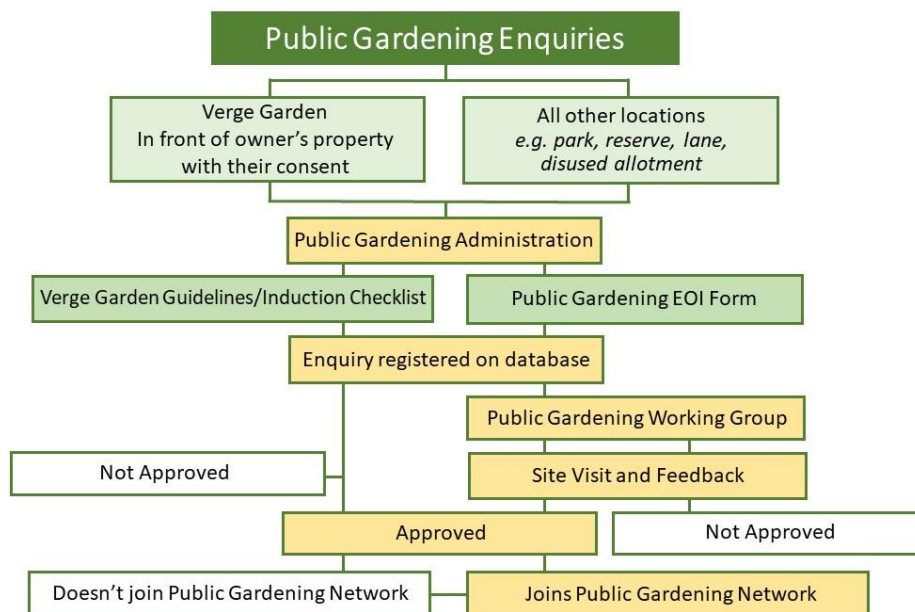 Public Gardening Enquiries
Verge Garden
In front of owner's property
with their consent
All other locations
e.g. park, reserve, lane,
disused allotment
Public Gardening Administration
Verge Garden Guidelines/Induction Checklist
Public Gardening EOI Form
Enquiry registered on database
Public Gardening Working Group
Not Approved
Site Visit and Feedback
Approved
Not Approved
Doesn't join Public Gardening Network
Joins Public Gardening Network